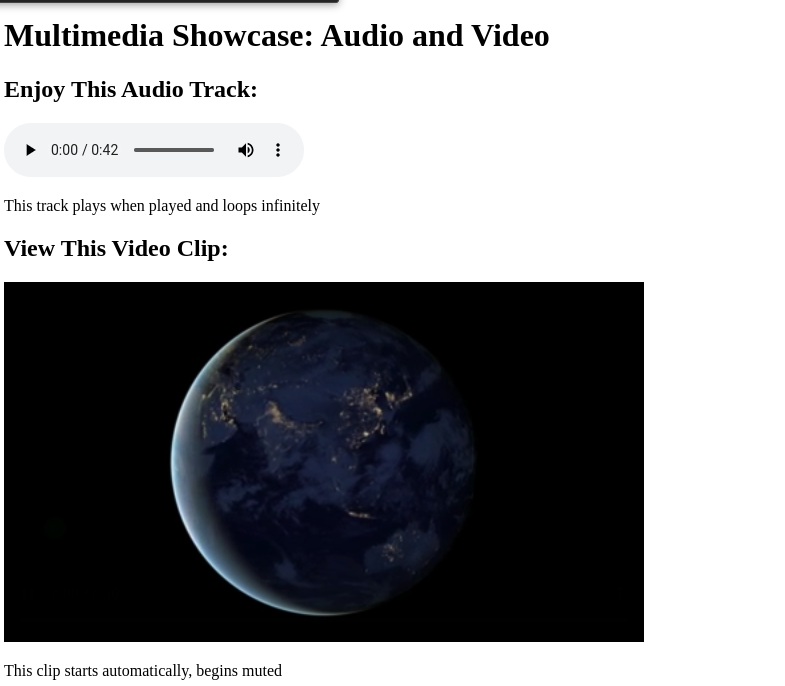 Multimedia Showcase: Audio and Video
Enjoy This Audio Track:
0:00 / 0:42
This track plays when played and loops infinitely
View This Video Clip:
This clip starts automatically, begins muted